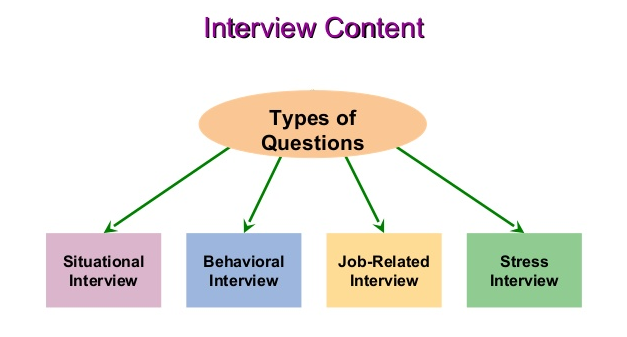 Interview Content
Types of
Questions
Situational
Interview
Behavioral
Interview
Job-Related
Interview
Stress
Interview